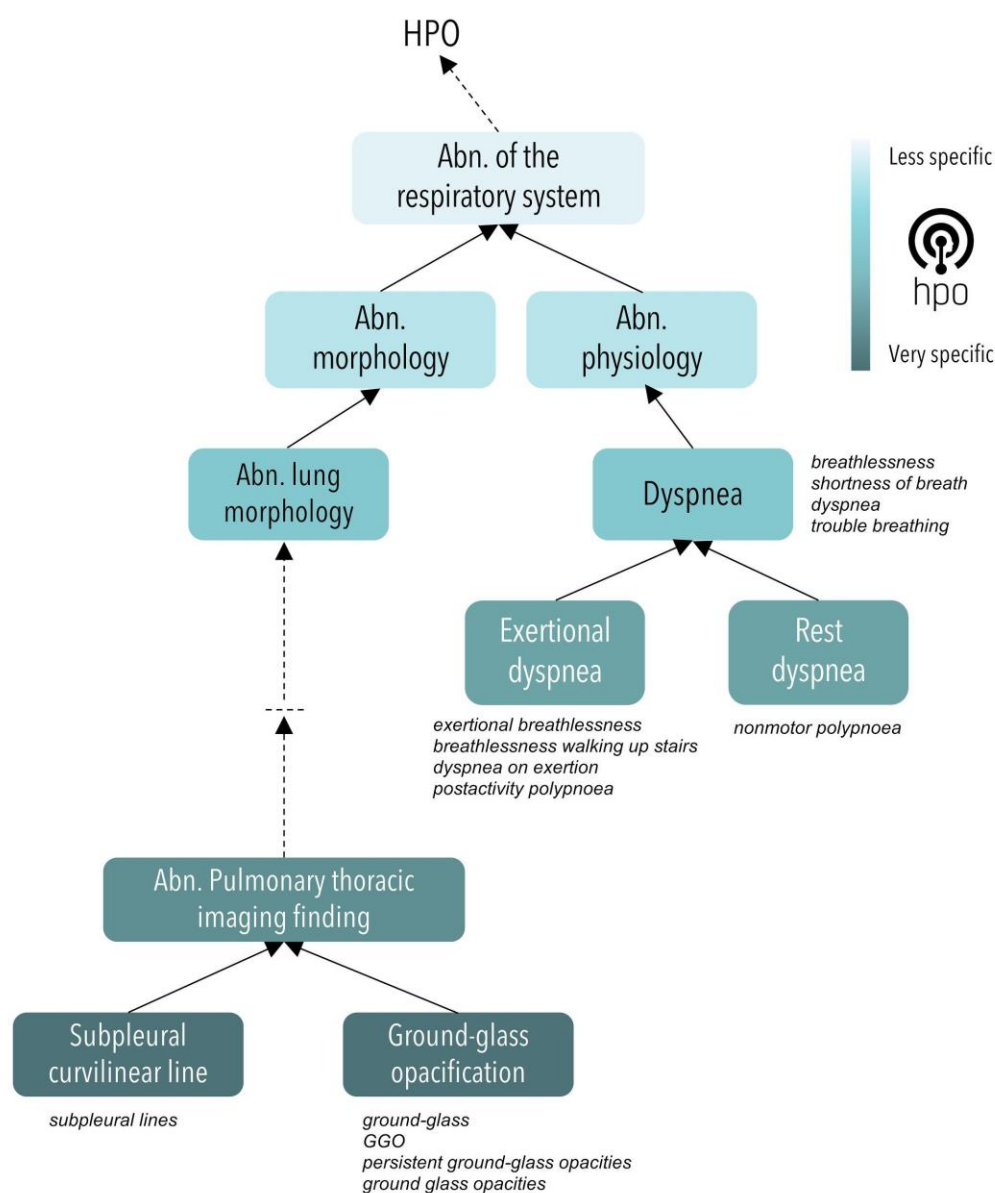 HPO
Abn. of the
respiratory system
Less specific
hpo
Very specific
Abn.
morphology
Abn.
physiology
Abn. lung
morphology
Dyspnea
breathlessness
shortness of breath
dyspnea
trouble breathing
Exertional
dyspnea
Rest
dyspnea
exertional breathlessness
breathlessness walking up stairs
dyspnea on exertion
postactivity polypnoea
nonmotor polypnoea
Abn. Pulmonary thoracic
imaging finding
Subpleural
curvilinear line
Ground-glass
opacification
subpleural lines
ground-glass
GGO
persistent ground-glass opacities
ground glass opacities